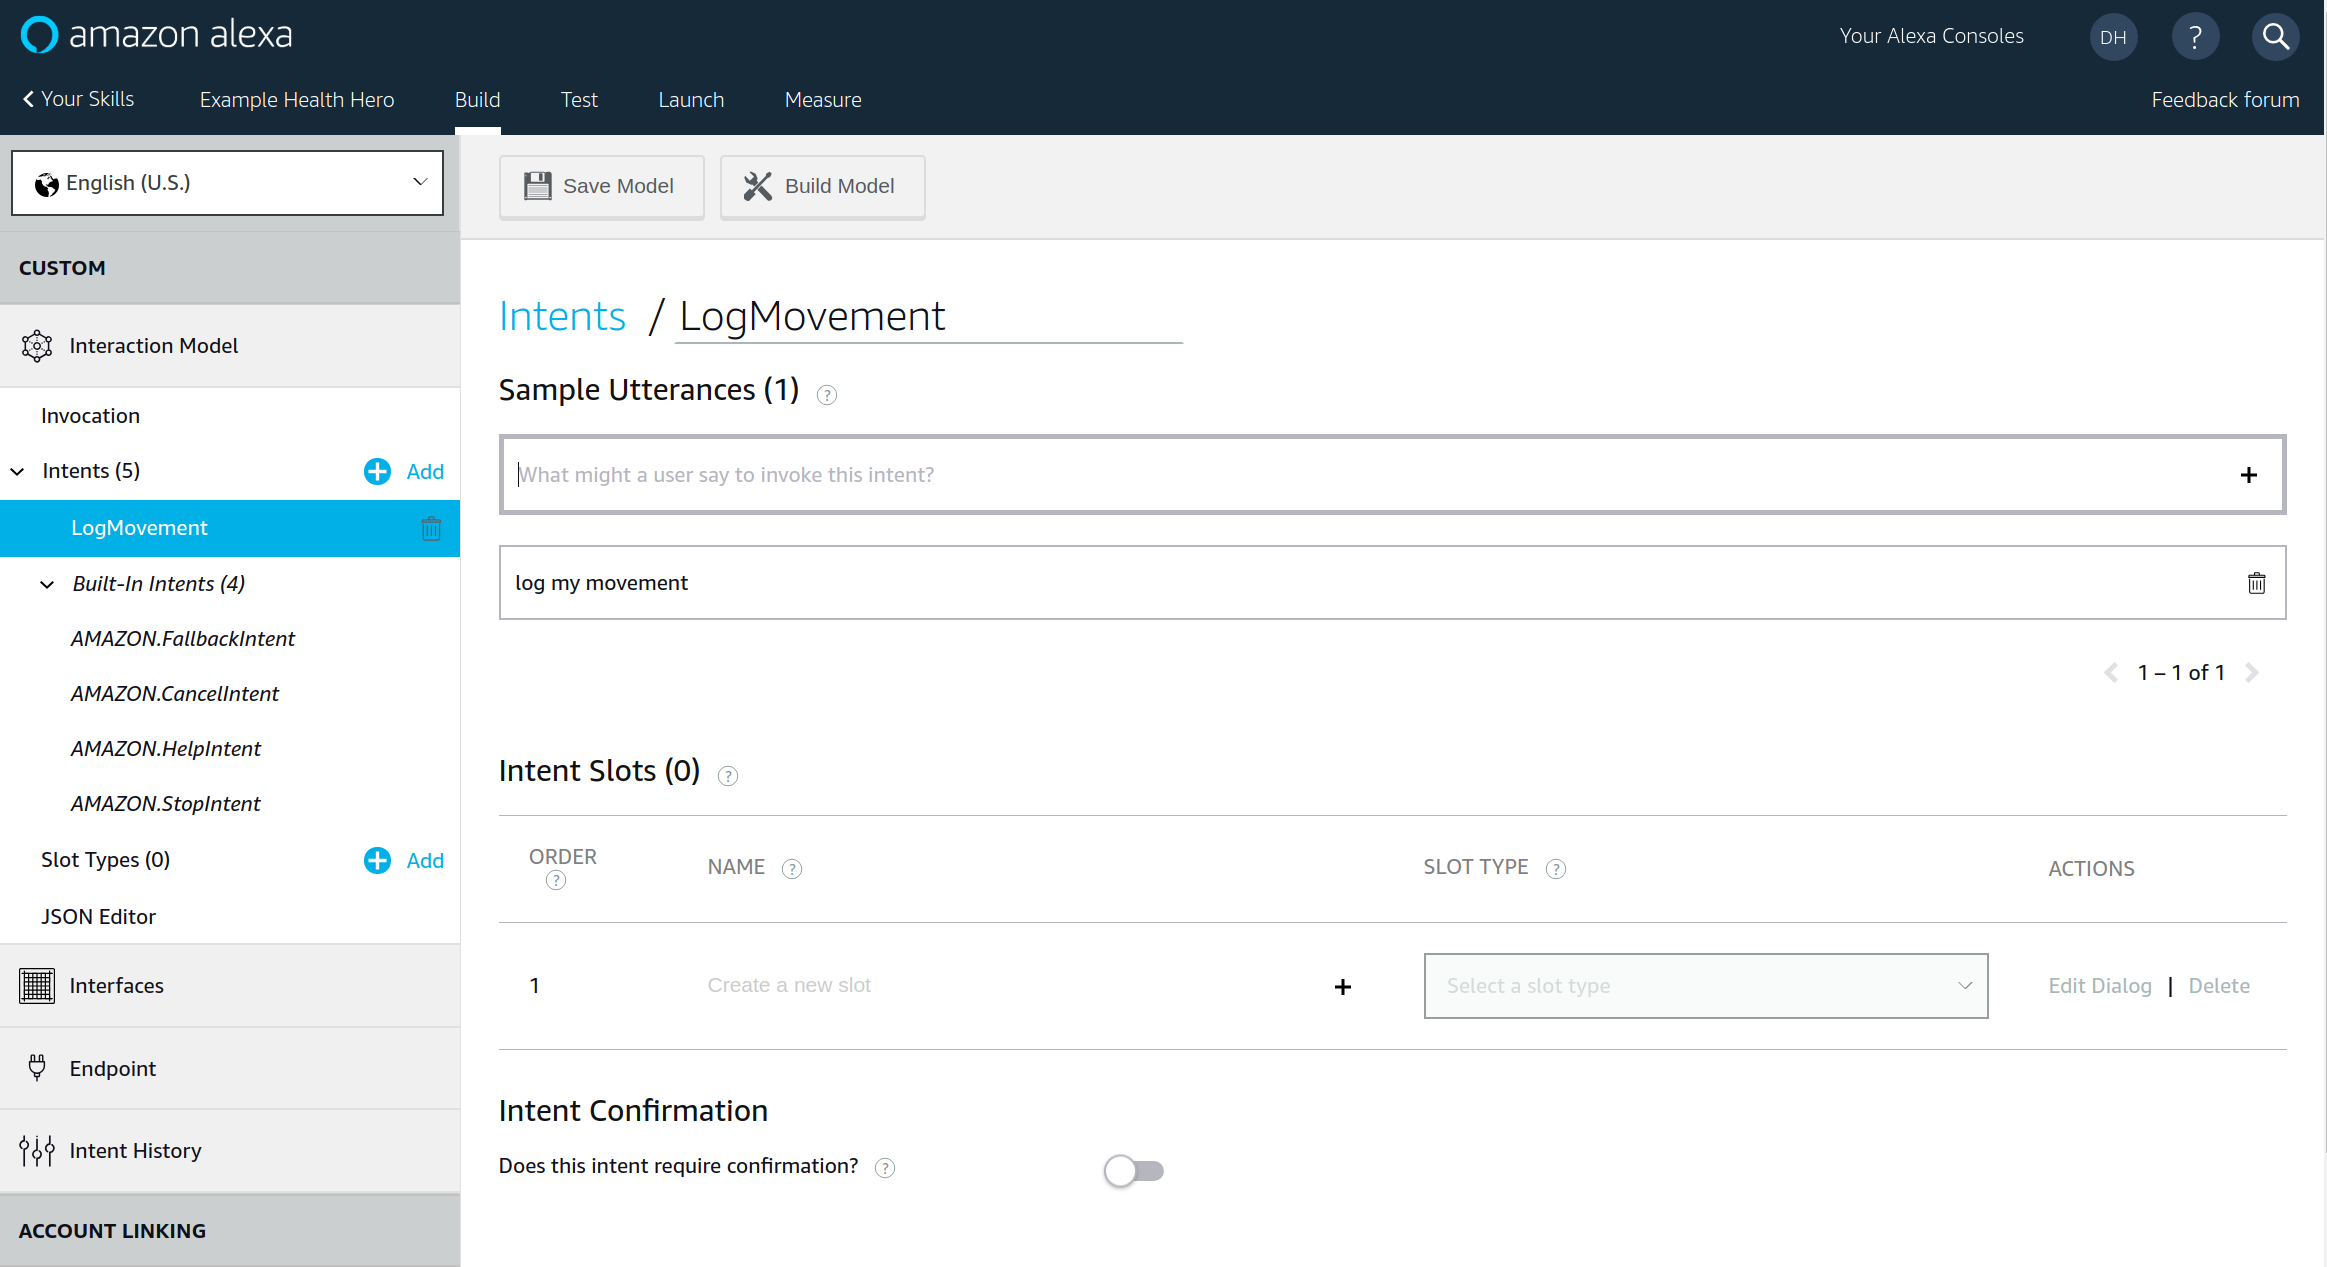 amazon alexa
Your Alexa Consoles
DH
?
Your Skills
Example Health Hero
Build
Test
Launch
Measure
Feedback forum
English (U.S.)
Save Model
Build Model
CUSTOM
Interaction Model
Invocation
Intents (5)
Add
LogMovement
Built-In Intents (4)
AMAZON.FallbackIntent
AMAZON.CancelIntent
AMAZON.HelpIntent
AMAZON.StopIntent
Slot Types (0)
Add
JSON Editor
Interfaces
Endpoint
Intent History
ACCOUNT LINKING
Intents / LogMovement
Sample Utterances (1) ?
What might a user say to invoke this intent?
log my movement
1 – 1 of 1
Intent Slots (0) ?
ORDER ?
NAME ?
SLOT TYPE ?
ACTIONS
1
Create a new slot
Select a slot type
Edit Dialog | Delete
Intent Confirmation
Does this intent require confirmation? ?